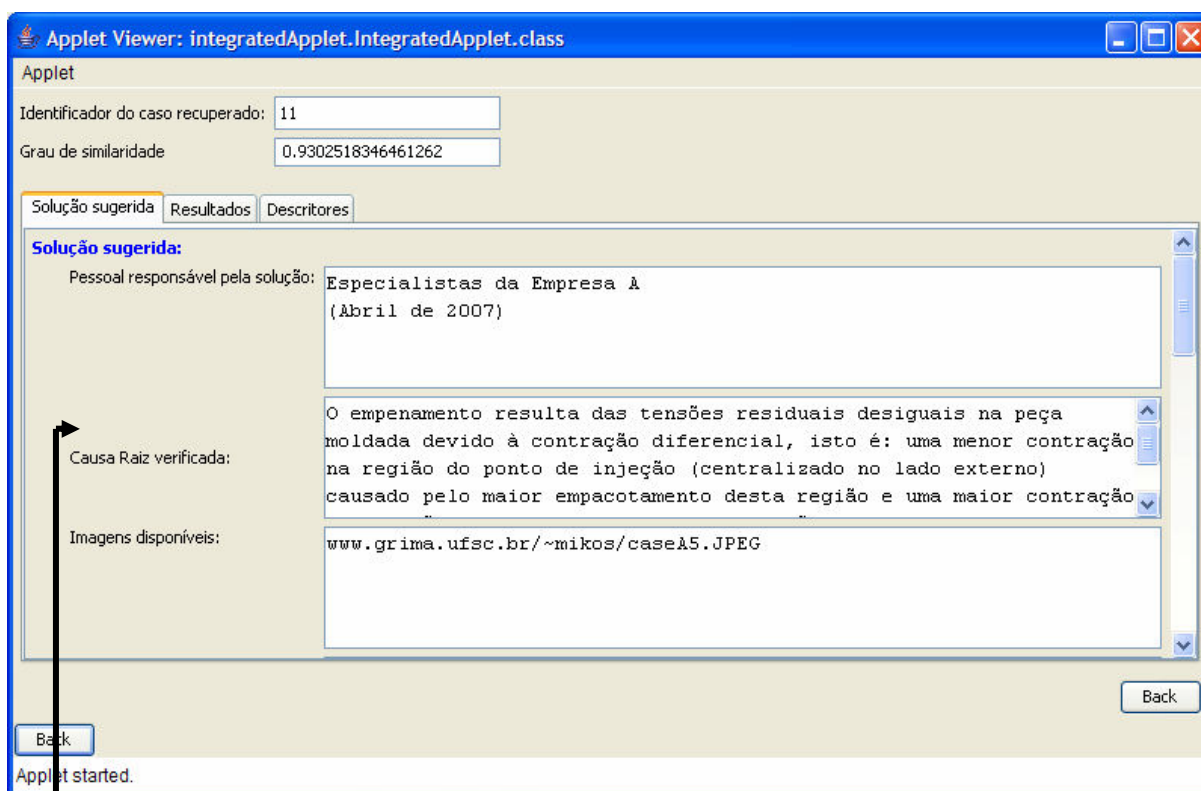 Applet Viewer: integratedApplet.IntegratedApplet.class
Applet
Identificador do caso recuperado: 11
Grau de similaridade 0.9302518346461262
Solução sugerida Resultados Descritores
Solução sugerida:
Pessoal responsável pela solução: Especialistas da Empresa A
(Abril de 2007)
Causa Raiz verificada:
O empenamento resulta das tensões residuais desiguais na peça
moldada devido à contração diferencial, isto é: uma menor contração
na região do ponto de injeção (centralizado no lado externo)
causado pelo maior empacotamento desta região e uma maior contração
Imagens disponíveis: www.grima.ufsc.br/~mikos/caseA5.JPEG
Back
Back
Applet started.